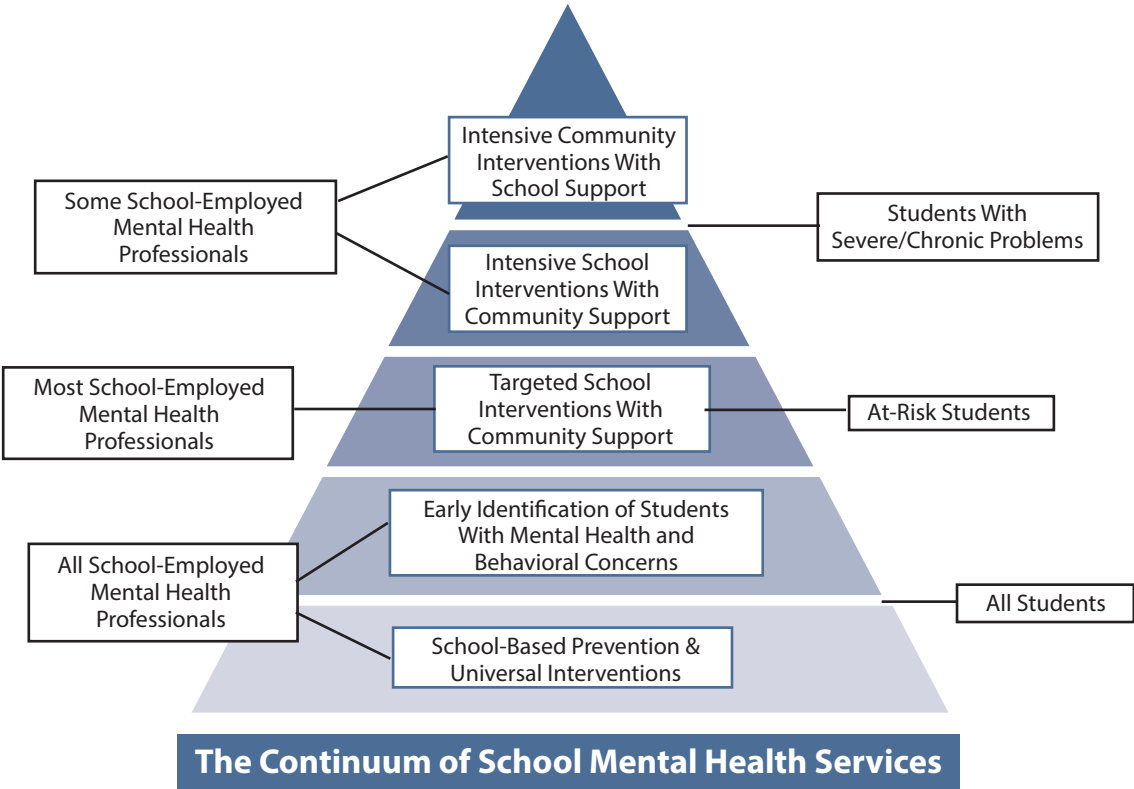 Intensive Community
Interventions With
School Support
Some School-Employed
Mental Health
Professionals
Students With
Severe/Chronic Problems
Intensive School
Interventions With
Community Support
Most School-Employed
Mental Health
Professionals
Targeted School
Interventions With
Community Support
At-Risk Students
Early Identification of Students
With Mental Health and
Behavioral Concerns
All School-Employed
Mental Health
Professionals
All Students
School-Based Prevention &
Universal Interventions
The Continuum of School Mental Health Services